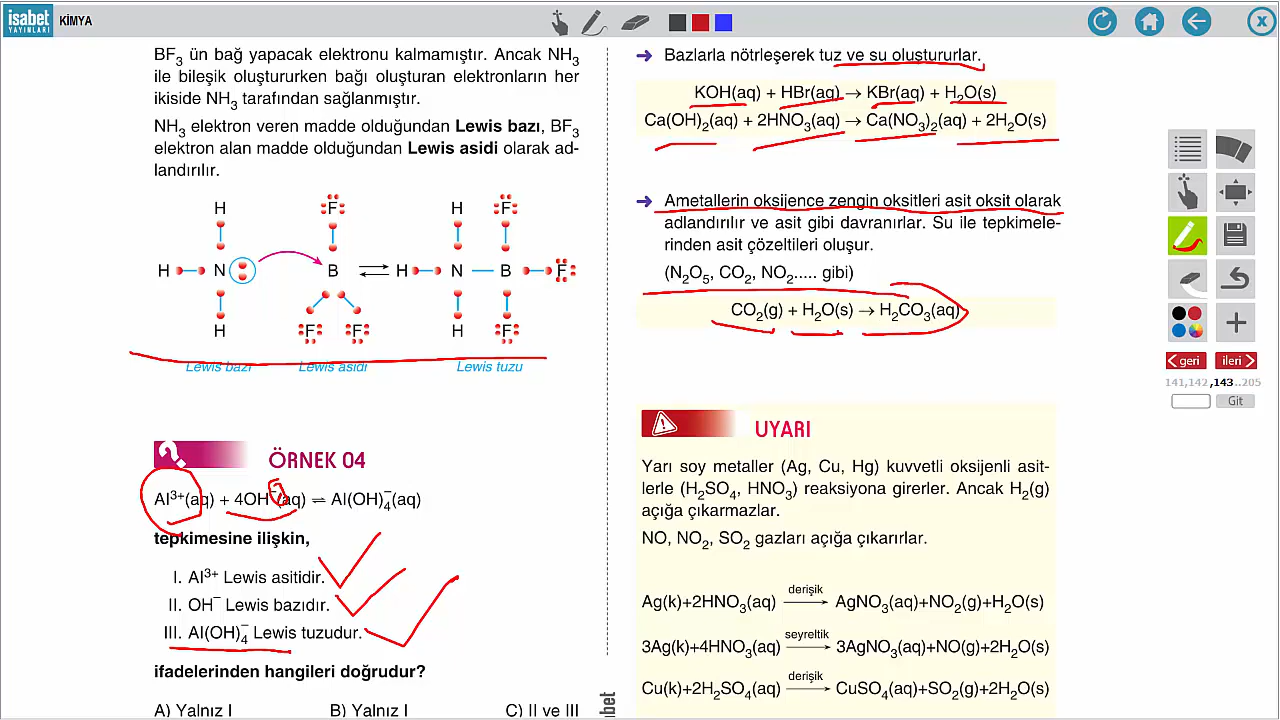 isabet
YAYINLARI
KİMYA
BF₃ ün bağ yapacak elektronu kalmamıştır. Ancak NH₃
ile bileşik oluştururken bağı oluşturan elektronların her
ikiside NH₃ tarafından sağlanmıştır.
NH₃ elektron veren madde olduğundan Lewis bazı, BF₃
elektron alan madde olduğundan Lewis asidi olarak ad-
landırılır.
H F H F
H N B H N B F
H F F H F
Lewis bazı Lewis asidi Lewis tuzu
ÖRNEK 04
Al³⁺(aq) + 4OH⁻(aq) ⇌ Al(OH)₄⁻(aq)
tepkimesine ilişkin,
I. Al³⁺ Lewis asitidir.
II. OH⁻ Lewis bazıdır.
III. Al(OH)₄⁻ Lewis tuzudur.
ifadelerinden hangileri doğrudur?
A) Yalnız I B) Yalnız I C) II ve III
abet
→ Bazlarla nötrleşerek tuz ve su oluştururlar.
KOH(aq) + HBr(aq) → KBr(aq) + H₂O(s)
Ca(OH)₂(aq) + 2HNO₃(aq) → Ca(NO₃)₂(aq) + 2H₂O(s)
→ Ametallerin oksijence zengin oksitleri asit oksit olarak
adlandırılır ve asit gibi davranırlar. Su ile tepkimele-
rinden asit çözeltileri oluşur.
(N₂O₅, CO₂, NO₂..... gibi)
CO₂(g) + H₂O(s) → H₂CO₃(aq)
UYARI
Yarı soy metaller (Ag, Cu, Hg) kuvvetli oksijenli asit-
lerle (H₂SO₄, HNO₃) reaksiyona girerler. Ancak H₂(g)
açığa çıkarmazlar.
NO, NO₂, SO₂ gazları açığa çıkarırlar.
derişik
Ag(k)+2HNO₃(aq) → AgNO₃(aq)+NO₂(g)+H₂O(s)
seyreltik
3Ag(k)+4HNO₃(aq) → 3AgNO₃(aq)+NO(g)+2H₂O(s)
derişik
Cu(k)+2H₂SO₄(aq) → CuSO₄(aq)+SO₂(g)+2H₂O(s)
geri ileri
141,142,143..205
Git